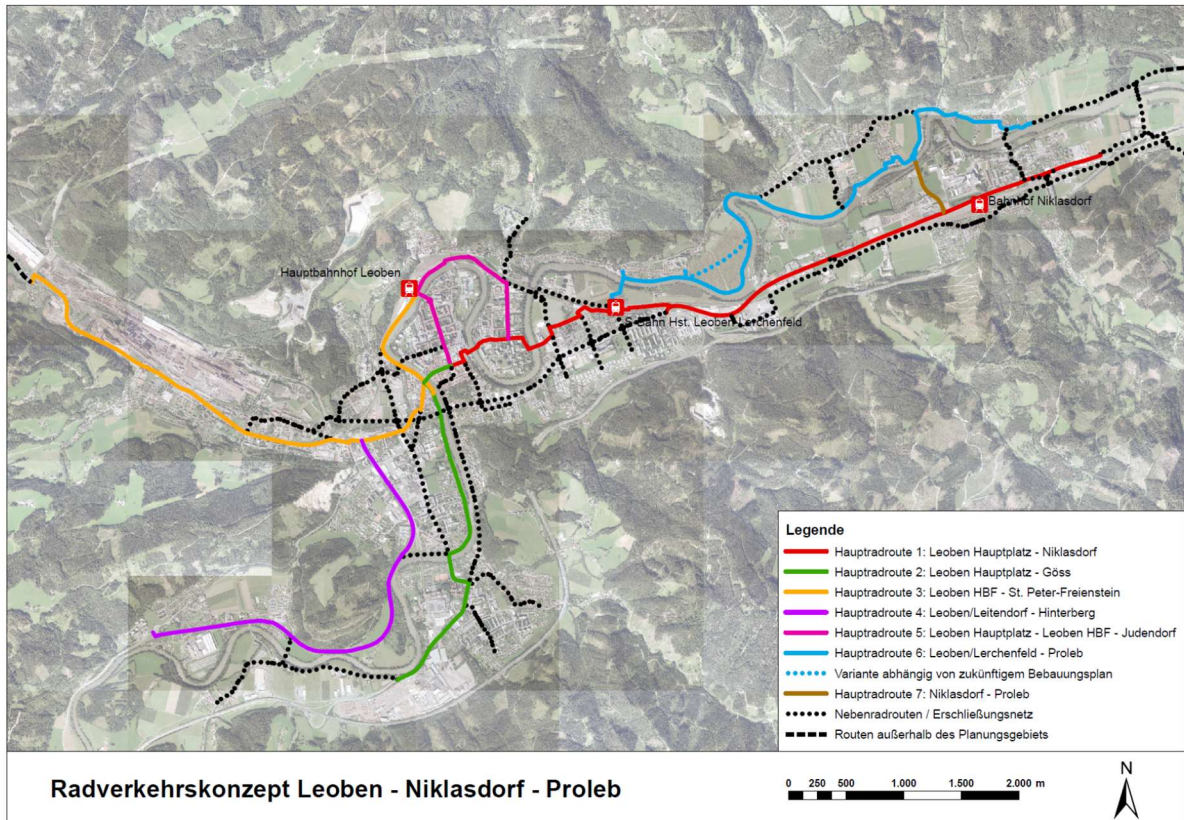 Hauptbahnhof Leoben
S-Bahn Hst. Leoben-Lerchenfeld
Bahnhof Niklasdorf
Legende
Hauptradroute 1: Leoben Hauptplatz - Niklasdorf
Hauptradroute 2: Leoben Hauptplatz - Göss
Hauptradroute 3: Leoben HBF - St. Peter-Freienstein
Hauptradroute 4: Leoben/Leitendorf - Hinterberg
Hauptradroute 5: Leoben Hauptplatz - Leoben HBF - Judendorf
Hauptradroute 6: Leoben/Lerchenfeld - Proleb
Variante abhängig von zukünftigem Bebauungsplan
Hauptradroute 7: Niklasdorf - Proleb
Nebenradrouten / Erschließungsnetz
Routen außerhalb des Planungsgebiets
Radverkehrskonzept Leoben - Niklasdorf - Proleb
0 250 500 1.000 1.500 2.000 m
N